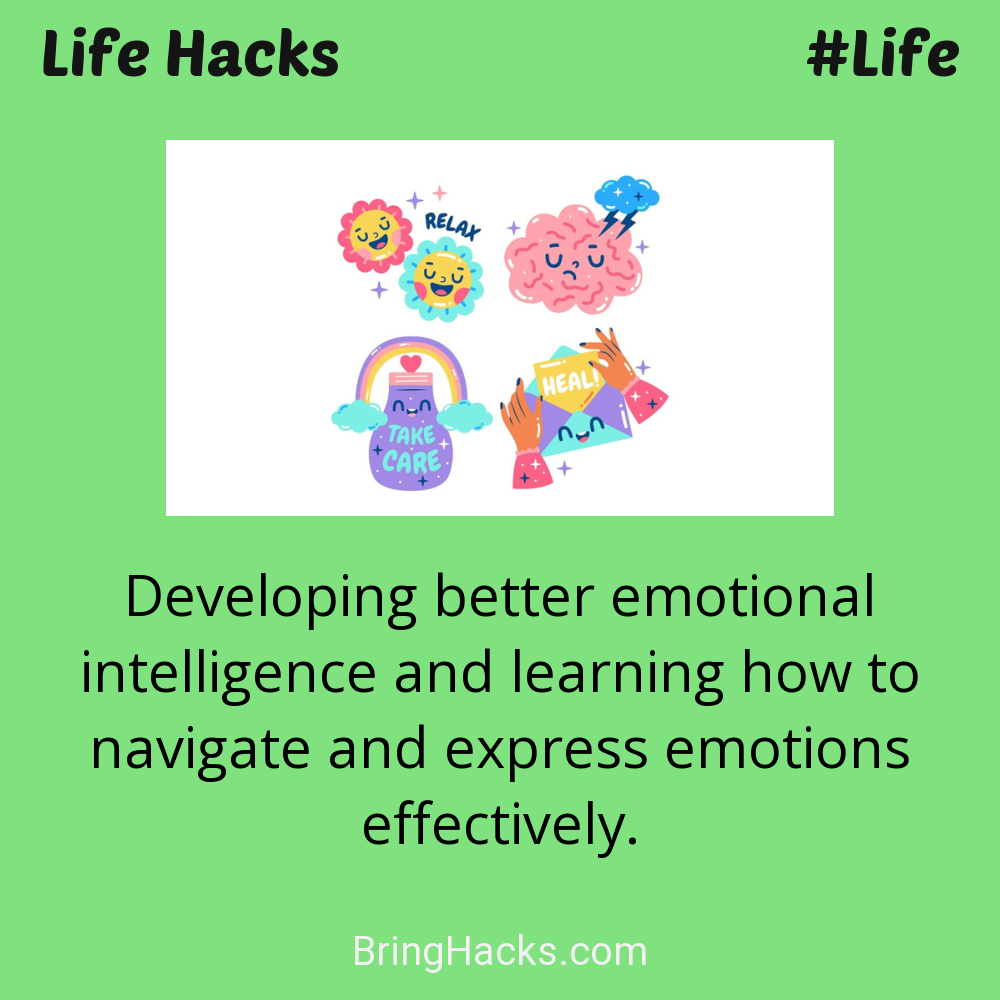 Life Hacks
#Life
RELAX
TAKE
CARE
HEAL!
Developing better emotional
intelligence and learning how to
navigate and express emotions
effectively.
BringHacks.com